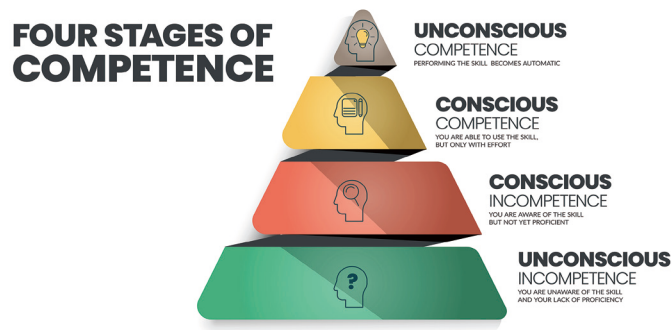 FOUR STAGES OF
COMPETENCE
UNCONSCIOUS
COMPETENCE
PERFORMING THE SKILL BECOMES AUTOMATIC
CONSCIOUS
COMPETENCE
YOU ARE ABLE TO USE THE SKILL,
BUT ONLY WITH EFFORT
CONSCIOUS
INCOMPETENCE
YOU ARE AWARE OF THE SKILL
BUT NOT YET PROFICIENT
?
UNCONSCIOUS
INCOMPETENCE
YOU ARE UNAWARE OF THE SKILL
AND YOUR LACK OF PROFICIENCY